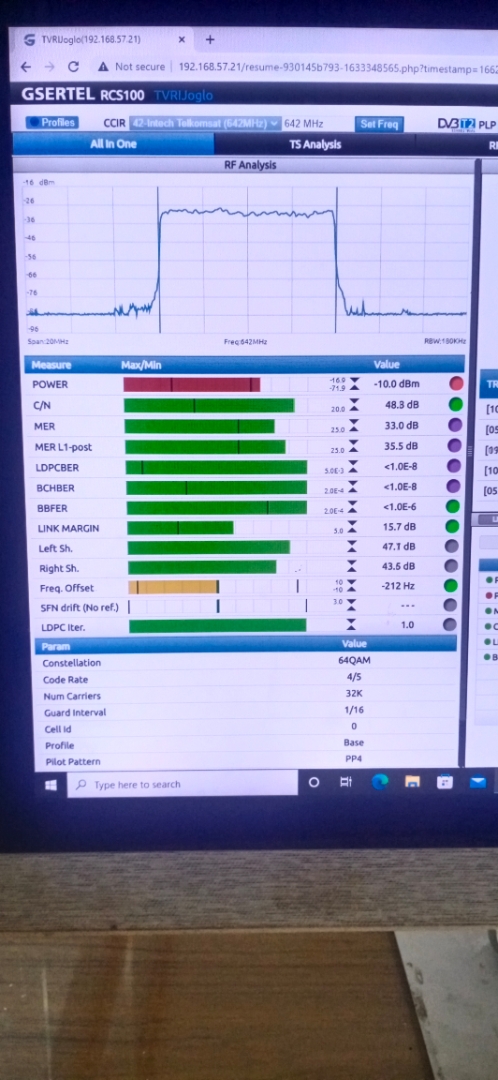 TVRIJoglo(192.168.57.21) × +
Not secure 192.168.57.21/resume-930145b793-1633348565.php?timestamp=1662
GSERTEL RCS100 TVRIJoglo
Profiles CCIR 42-Intech Telkomsat (642MHz) 642 MHz Set Freq DVB T2 PLP
All In One TS Analysis
RF Analysis
-16 dBm
-26
-36
-46
-56
-66
-76
Span:20MHz Freq:642MHz RBW:180KHz
Measure Max/Min Value
POWER -16.0 -71.9 -10.0 dBm
C/N 20.0 48.3 dB
MER 25.0 33.0 dB
MER L1-post 25.0 35.5 dB
LDPCBER 5.0E-3 <1.0E-8
BCHBER 2.0E-4 <1.0E-8
BBFER 2.0E-4 <1.0E-6
LINK MARGIN 5.0 15.7 dB
Left Sh. 47.1 dB
Right Sh. 43.5 dB
Freq. Offset 10 -10 -212 Hz
SFN drift (No ref.) 3.0 ---
LDPC Iter. 1.0
Param Value
Constellation 64QAM
Code Rate 4/5
Num Carriers 32K
Guard Interval 1/16
Cell Id 0
Profile Base
Pilot Pattern PP4
Type here to search
TR
[10
[05
[09
[10
[05